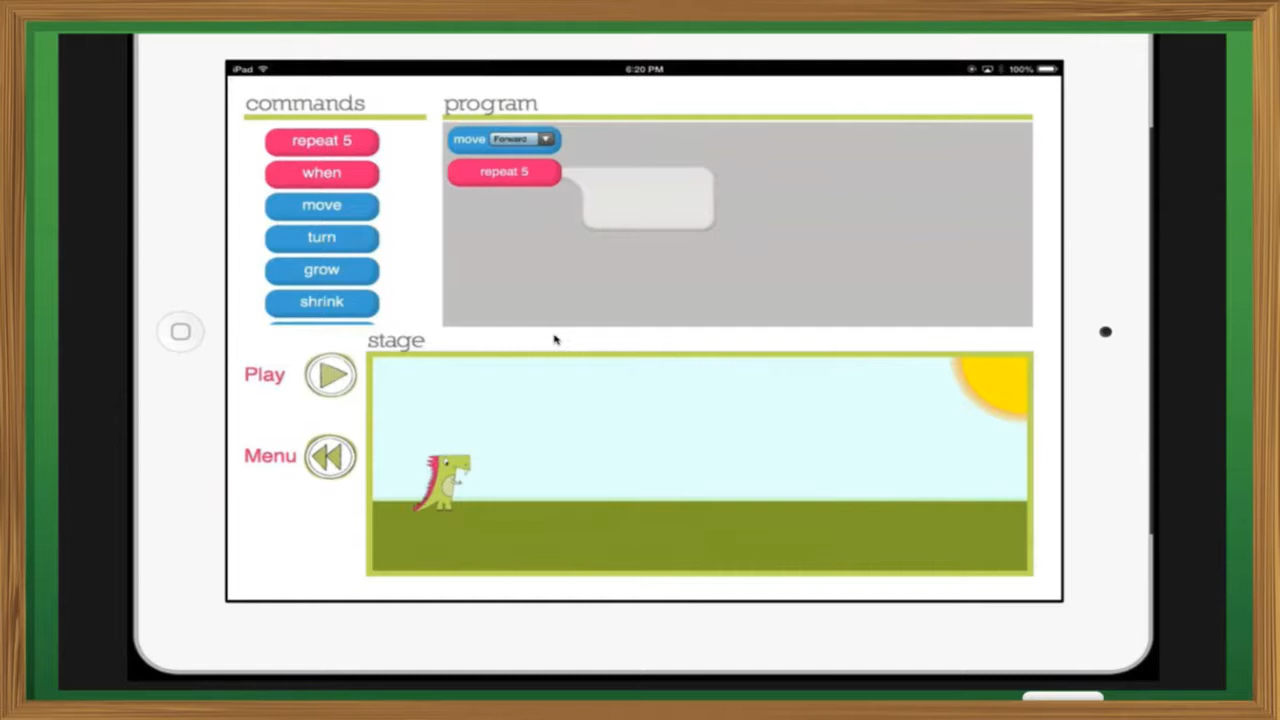 iPad
6:20 PM
100%
commands
program
repeat 5
when
move
turn
grow
shrink
move Forward
repeat 5
stage
Play
Menu